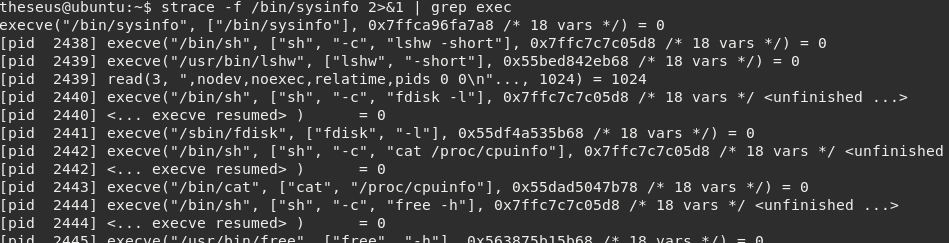 theseus@ubuntu:~$ strace -f /bin/sysinfo 2>&1 | grep exec
execve("/bin/sysinfo", ["/bin/sysinfo"], 0x7ffca96fa7a8 /* 18 vars */) = 0
[pid  2438] execve("/bin/sh", ["sh", "-c", "lshw -short"], 0x7ffc7c7c05d8 /* 18 vars */) = 0
[pid  2439] execve("/usr/bin/lshw", ["lshw", "-short"], 0x55bed842eb68 /* 18 vars */) = 0
[pid  2439] read(3, ",nodev,noexec,relatime,pids 0 0\n"..., 1024) = 1024
[pid  2440] execve("/bin/sh", ["sh", "-c", "fdisk -l"], 0x7ffc7c7c05d8 /* 18 vars */ <unfinished ...>
[pid  2440] <... execve resumed> )      = 0
[pid  2441] execve("/sbin/fdisk", ["fdisk", "-l"], 0x55df4a535b68 /* 18 vars */) = 0
[pid  2442] execve("/bin/sh", ["sh", "-c", "cat /proc/cpuinfo"], 0x7ffc7c7c05d8 /* 18 vars */ <unfinished
[pid  2442] <... execve resumed> )      = 0
[pid  2443] execve("/bin/cat", ["cat", "/proc/cpuinfo"], 0x55dad5047b78 /* 18 vars */) = 0
[pid  2444] execve("/bin/sh", ["sh", "-c", "free -h"], 0x7ffc7c7c05d8 /* 18 vars */ <unfinished ...>
[pid  2444] <... execve resumed> )      = 0
[pid  2445] execve("/usr/bin/free", ["free", "-h"], 0x563875b15b68 /* 18 vars */) = 0